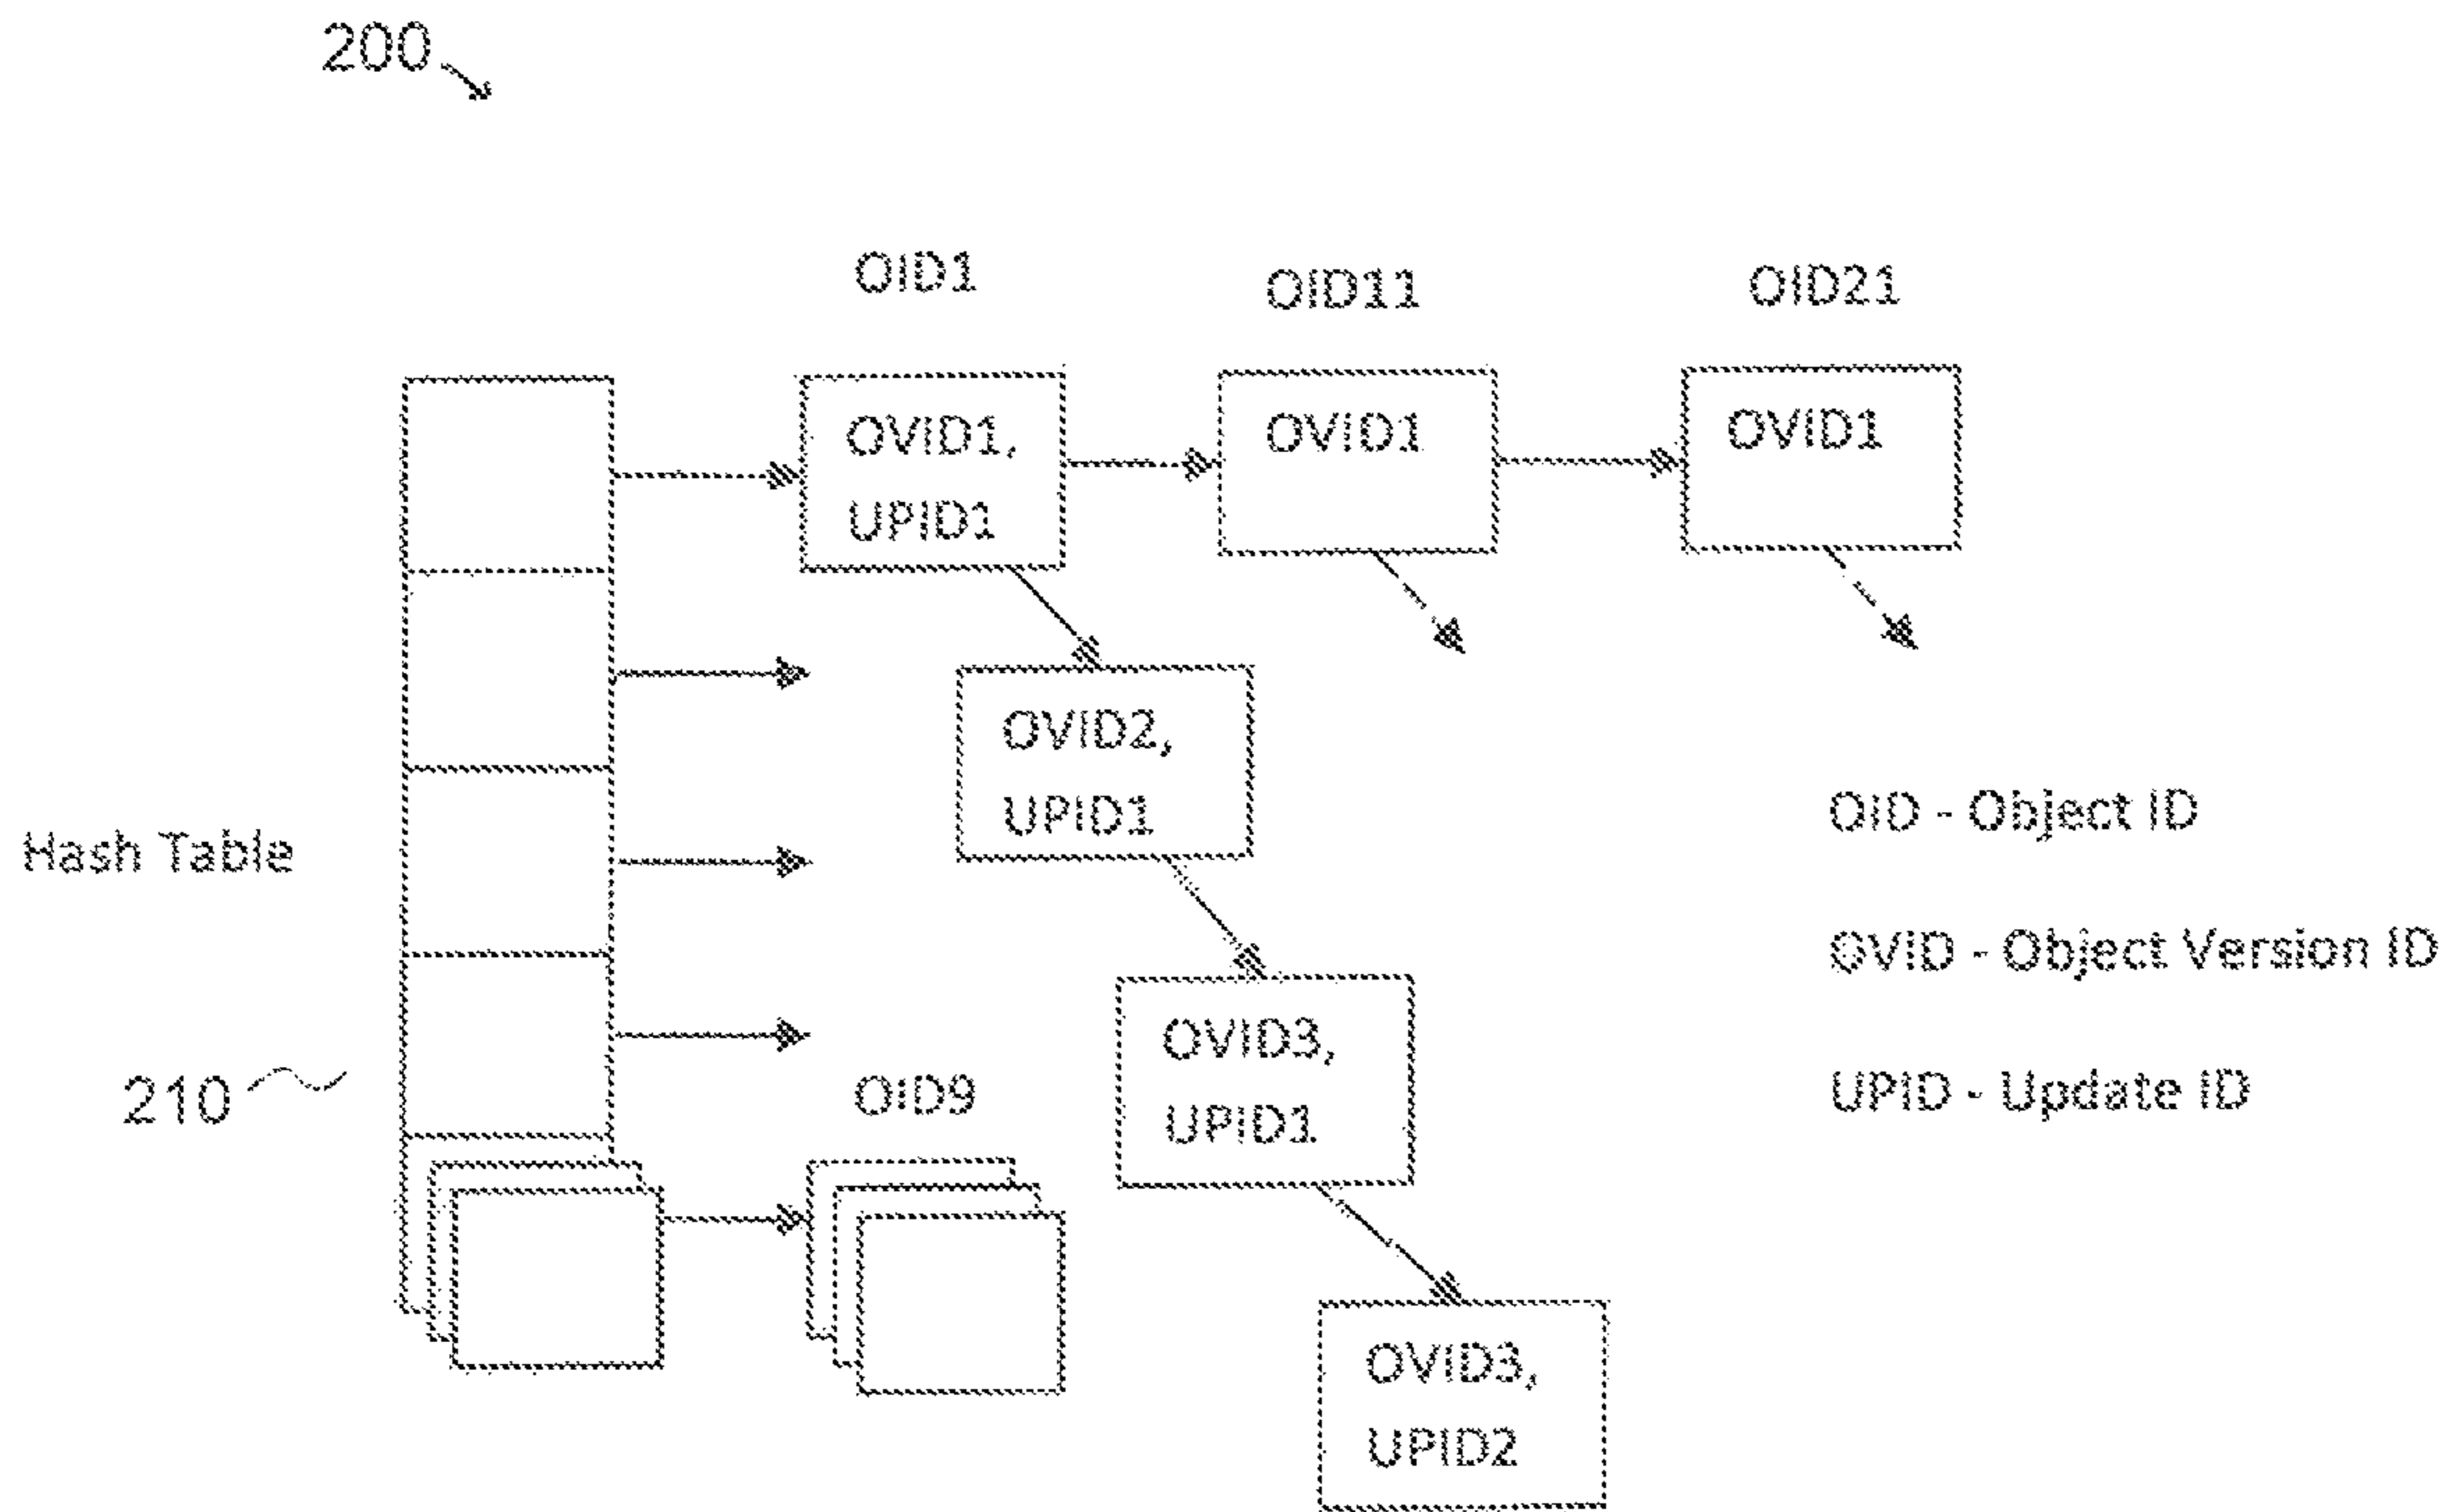 200
OID1
OID11
OID21
OVID1,
UPID1
OVID1
OVID1
OVID2,
UPID1
Hash Table
OID - Object ID
OVID - Object Version ID
OVID3,
UPID1
UPID - Update ID
210
OID9
OVID3,
UPID2